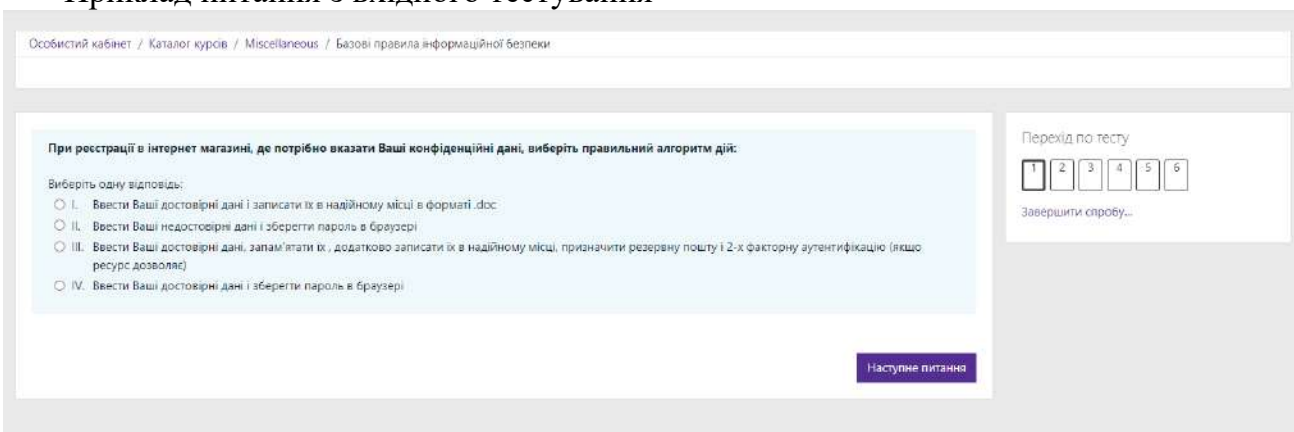 Приклад питання з вхідного тестування
Особистий кабінет / Каталог курсів / Miscellaneous / Базові правила інформаційної безпеки
При реєстрації в інтернет магазині, де потрібно вказати Ваші конфіденційні дані, виберіть правильний алгоритм дій:
Виберіть одну відповідь:
I. Ввести Ваші достовірні дані і записати їх в надійному місці в форматі .doc
II. Ввести Ваші недостовірні дані і зберегти пароль в браузері
III. Ввести Ваші достовірні дані, запам'ятати їх , додатково записати їх в надійному місці, призначити резервну пошту і 2-х факторну аутентифікацію (якщо
ресурс дозволяє)
IV. Ввести Ваші достовірні дані і зберегти пароль в браузері
Наступне питання
Перехід по тесту
1 2 3 4 5 6
Завершити спробу...